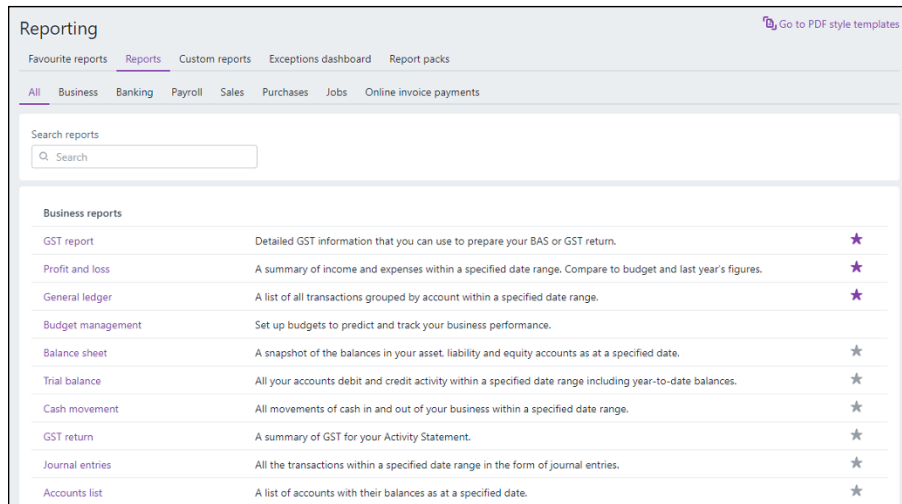 Reporting
Go to PDF style templates
Favourite reports Reports Custom reports Exceptions dashboard Report packs
All Business Banking Payroll Sales Purchases Jobs Online invoice payments
Search reports
Search
Business reports
GST report Detailed GST information that you can use to prepare your BAS or GST return.
Profit and loss A summary of income and expenses within a specified date range. Compare to budget and last year's figures.
General ledger A list of all transactions grouped by account within a specified date range.
Budget management Set up budgets to predict and track your business performance.
Balance sheet A snapshot of the balances in your asset, liability and equity accounts as at a specified date.
Trial balance All your accounts debit and credit activity within a specified date range including year-to-date balances.
Cash movement All movements of cash in and out of your business within a specified date range.
GST return A summary of GST for your Activity Statement.
Journal entries All the transactions within a specified date range in the form of journal entries.
Accounts list A list of accounts with their balances as at a specified date.